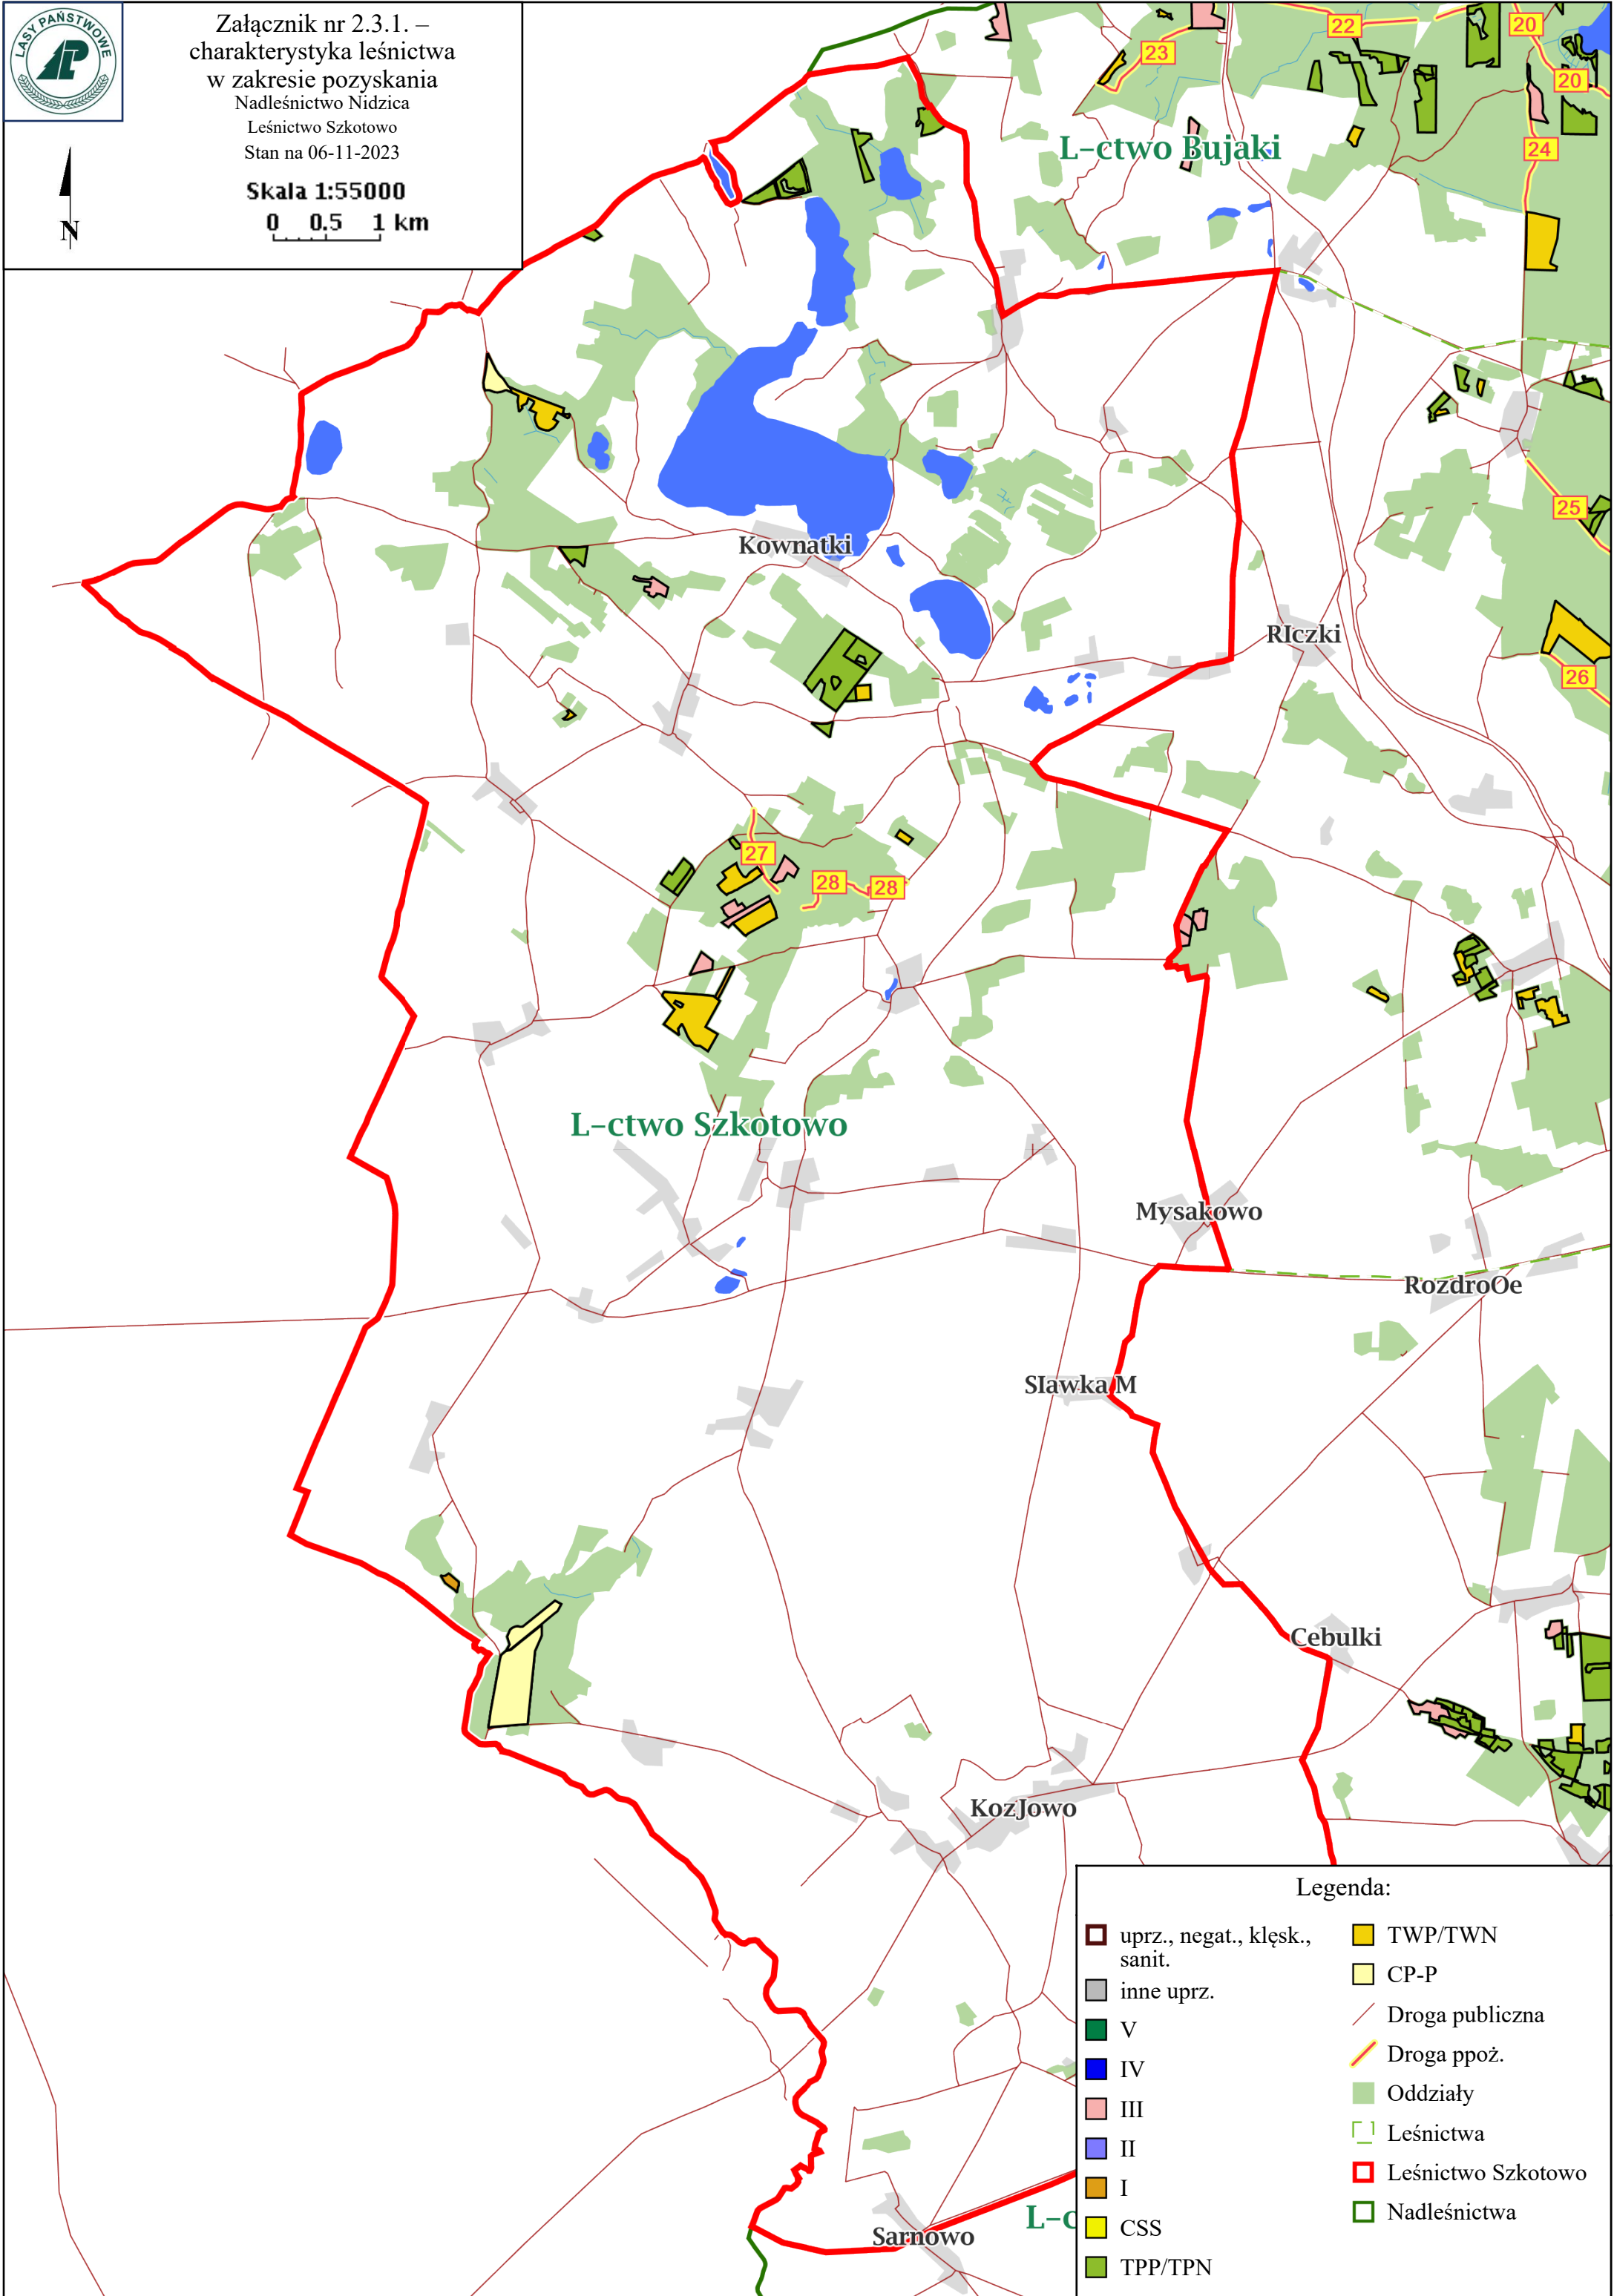 LASY PAŃSTWOWE
Załącznik nr 2.3.1. –
charakterystyka leśnictwa
w zakresie pozyskania
Nadleśnictwo Nidzica
Leśnictwo Szkotowo
Stan na 06-11-2023
Skala 1:55000
0 0.5 1 km
N
22
20
23
20
24
L-ctwo Bujaki
25
Kownatki
RIczki
26
27
28
28
L-ctwo Szkotowo
Mysakowo
RozdroOe
SIawka M
Cebulki
KozJowo
Sarnowo
L-c
Legenda:
uprz., negat., klęsk.,
sanit.
inne uprz.
V
IV
III
II
I
CSS
TPP/TPN
TWP/TWN
CP-P
Droga publiczna
Droga ppoż.
Oddziały
Leśnictwa
Leśnictwo Szkotowo
Nadleśnictwa